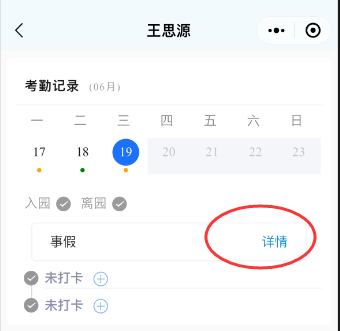 王思源
考勤记录 (06月)
一 二 三 四 五 六 日
17 18 19 20 21 22 23
入园 离园
事假 详情
未打卡
未打卡